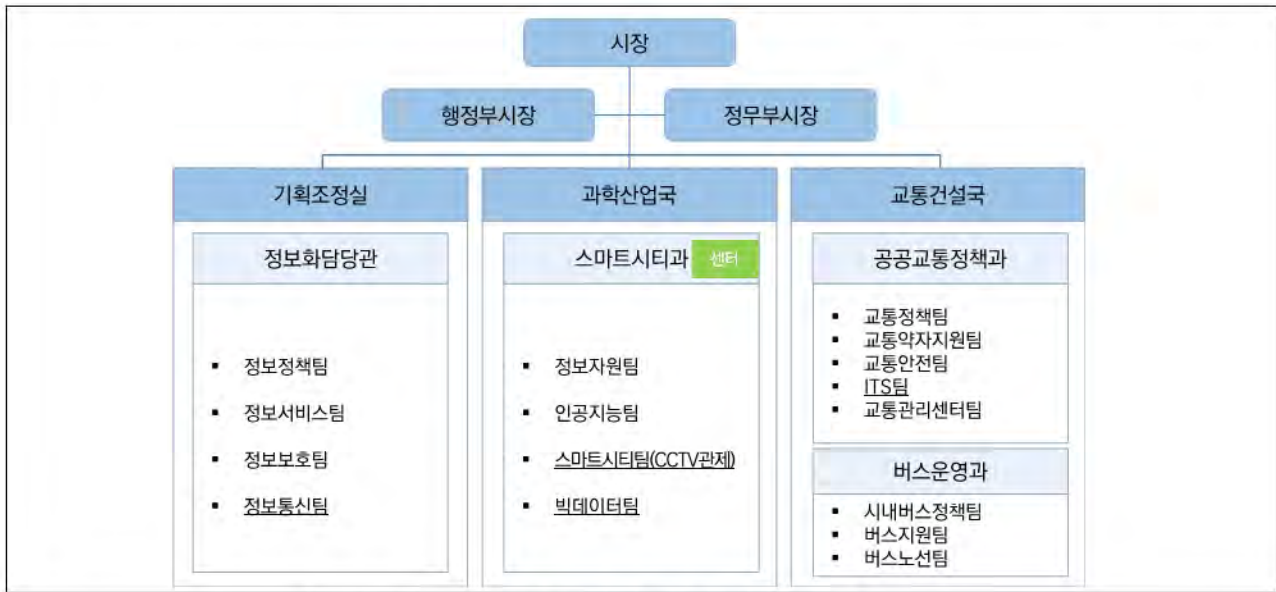 시장
행정부시장
정무부시장
기획조정실
정보화담당관
▪ 정보정책팀
▪ 정보서비스팀
▪ 정보보호팀
▪ 정보통신팀
과학산업국
스마트시티과 센터
▪ 정보자원팀
▪ 인공지능팀
▪ 스마트시티팀(CCTV관제)
▪ 빅데이터팀
교통건설국
공공교통정책과
▪ 교통정책팀
▪ 교통약자지원팀
▪ 교통안전팀
▪ ITS팀
▪ 교통관리센터팀
버스운영과
▪ 시내버스정책팀
▪ 버스지원팀
▪ 버스노선팀